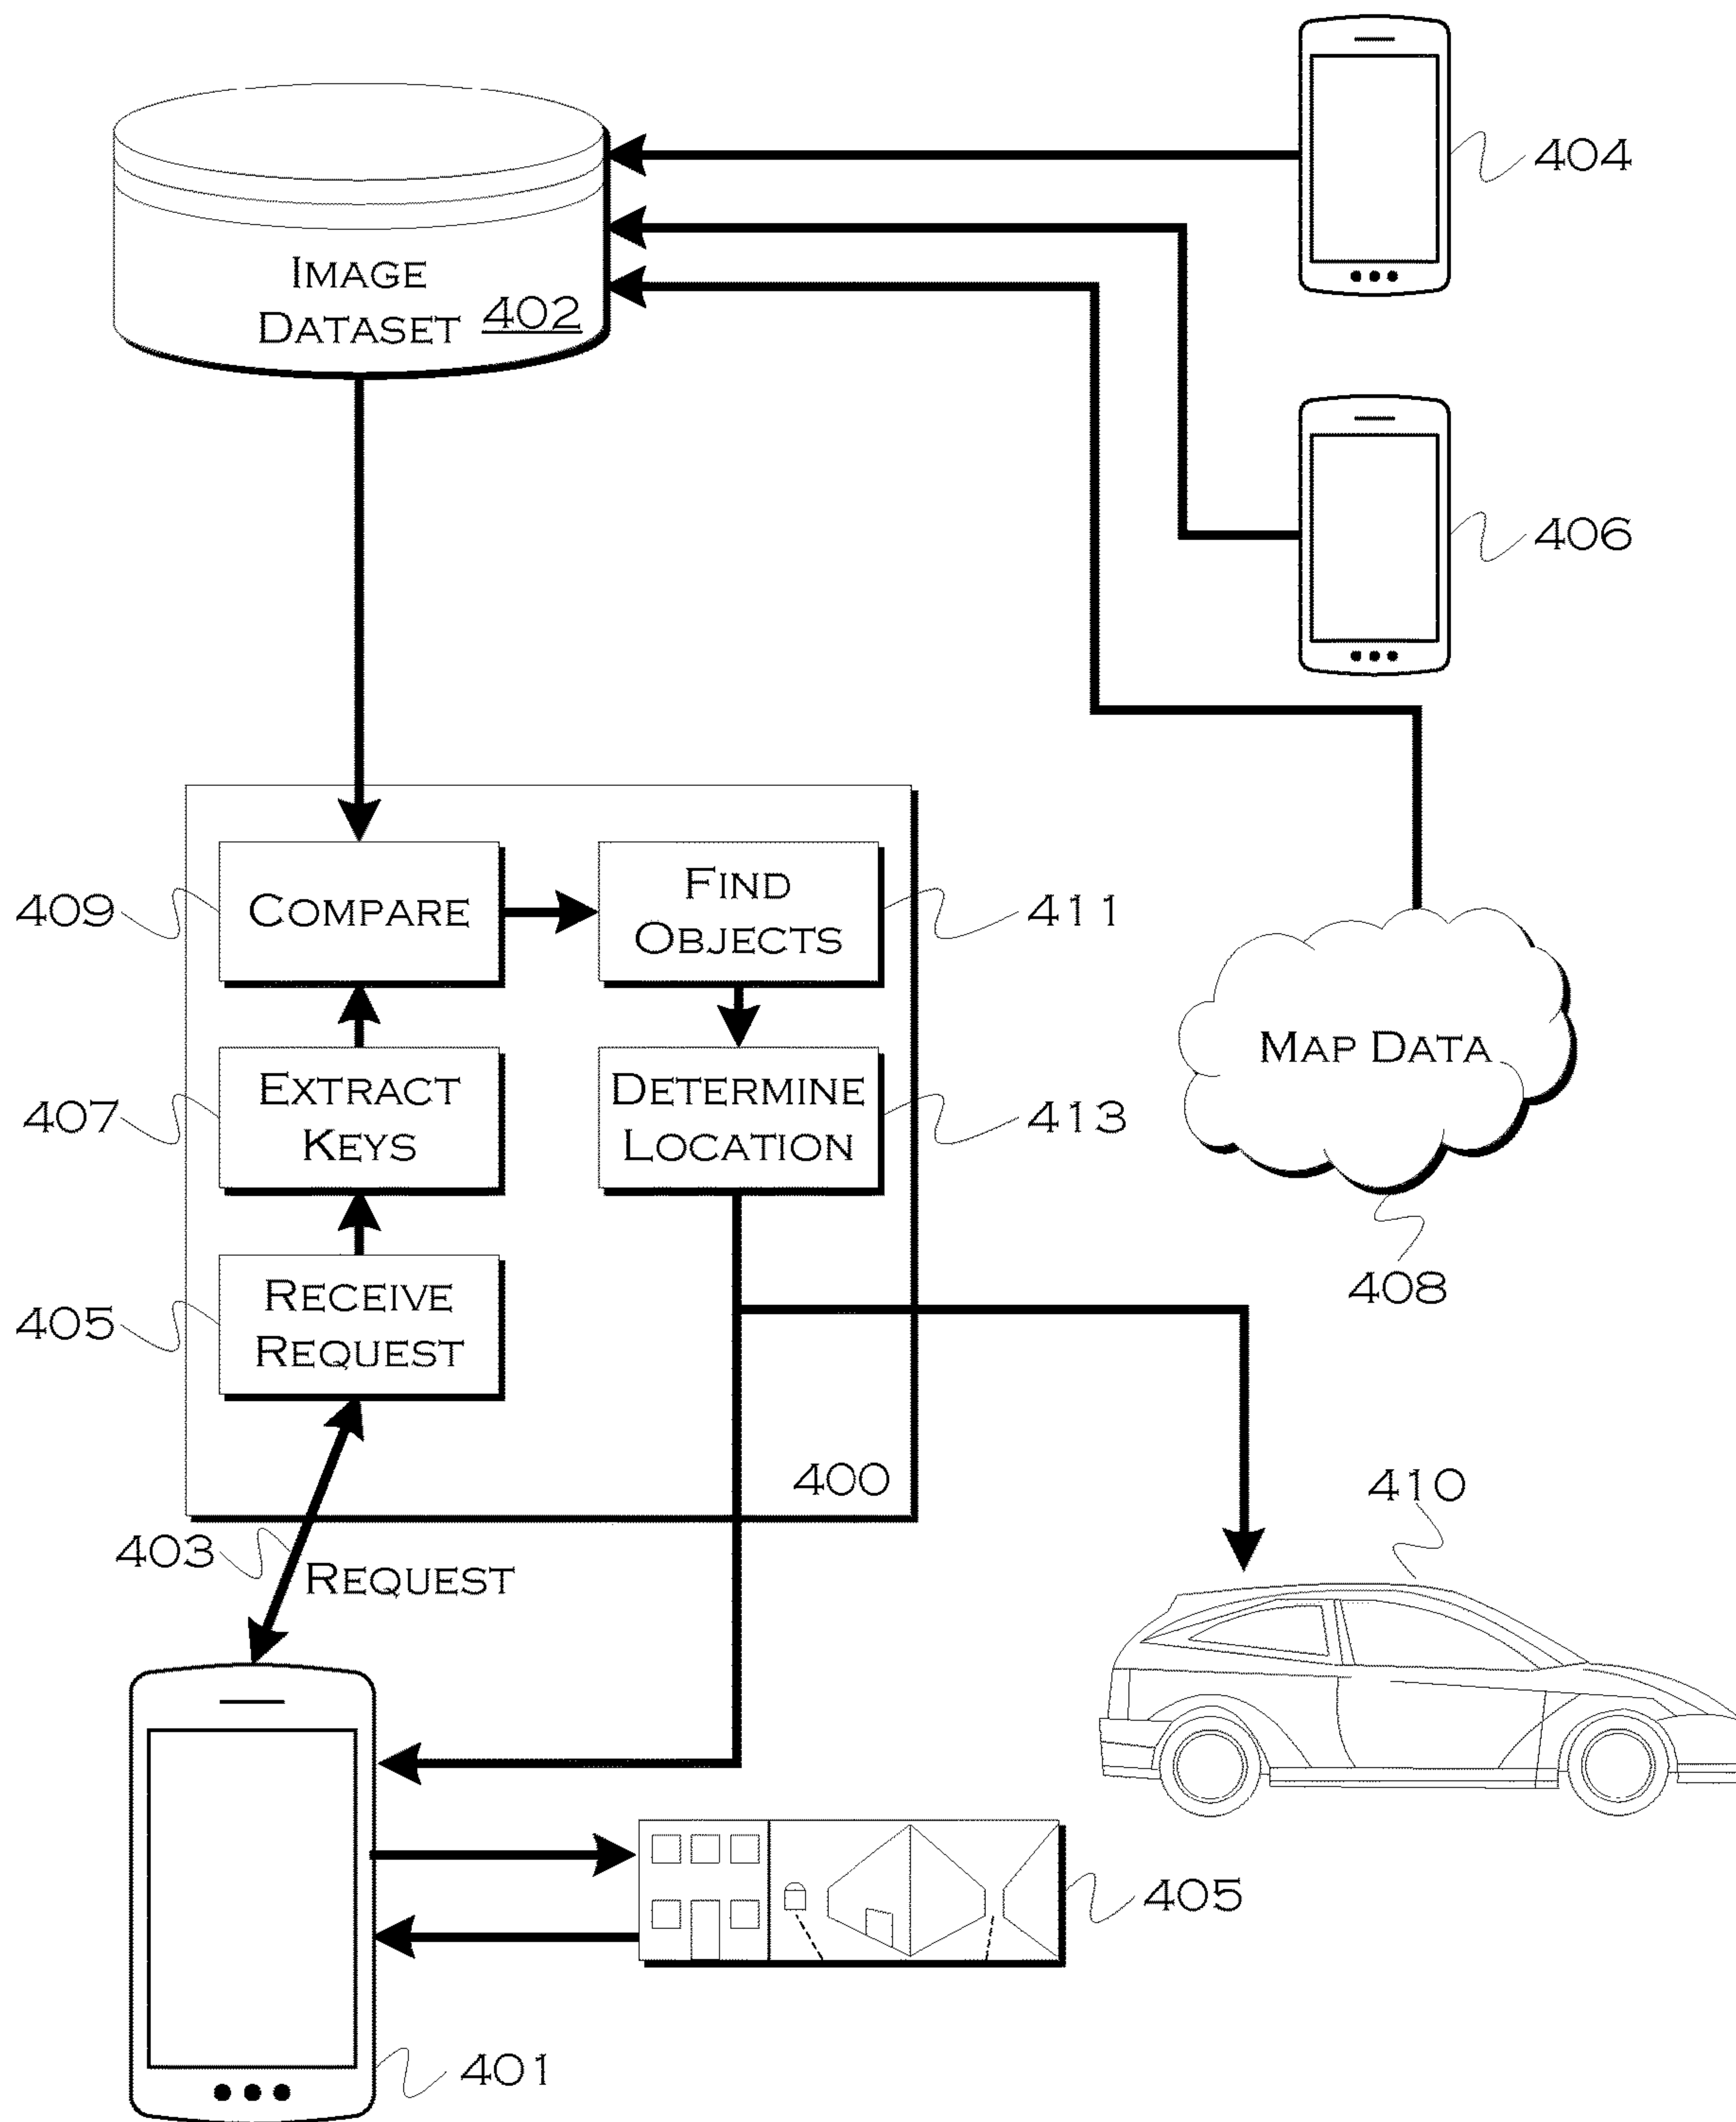 404
IMAGE
DATASET 402
406
409
COMPARE
FIND
OBJECTS
411
407
EXTRACT
KEYS
DETERMINE
LOCATION
413
MAP DATA
408
405
RECEIVE
REQUEST
400
403
REQUEST
410
405
401